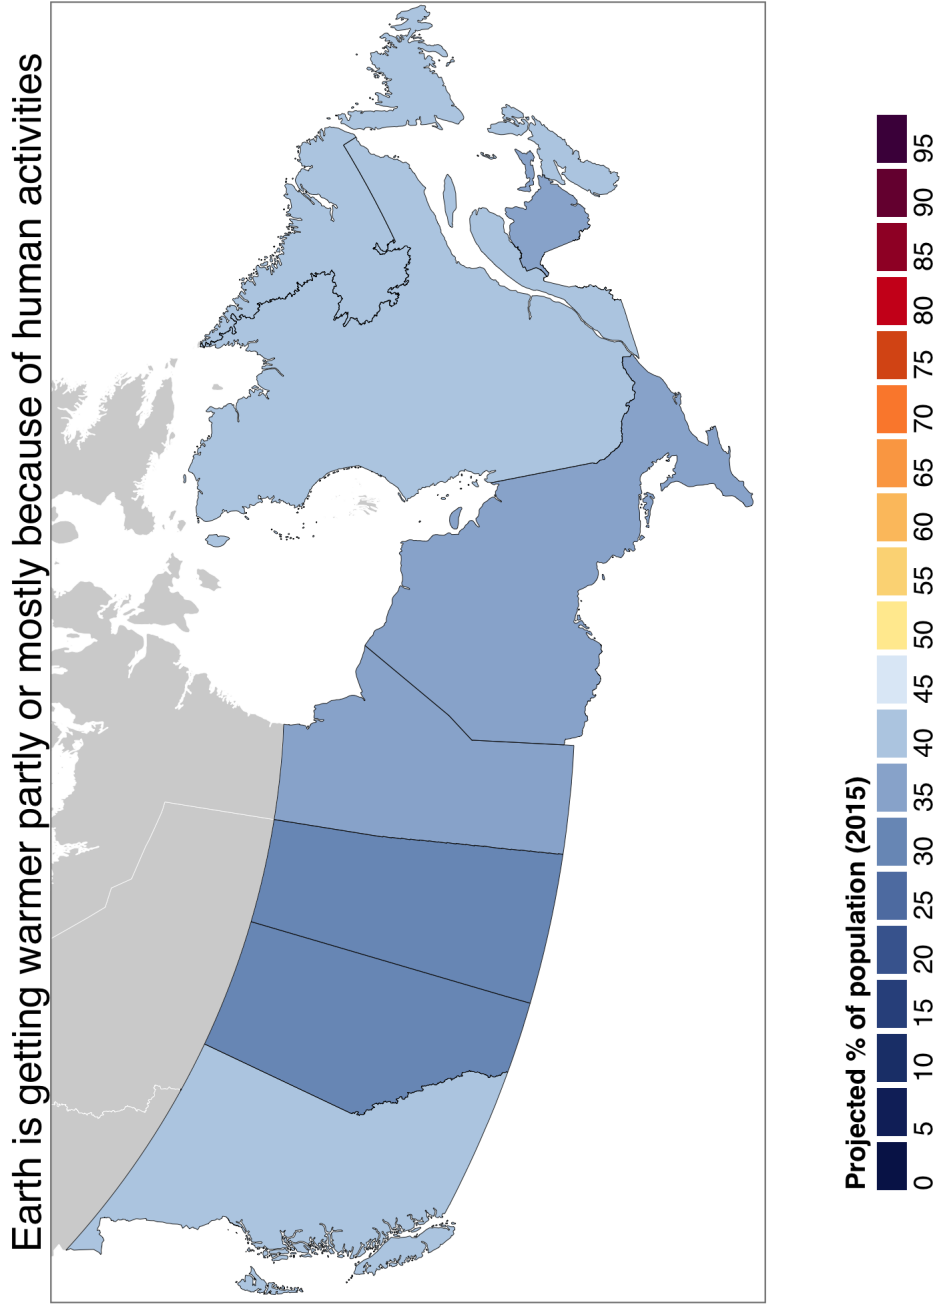 Earth is getting warmer partly or mostly because of human activities
Projected % of population (2015)
0 5 10 15 20 25 30 35 40 45 50 55 60 65 70 75 80 85 90 95